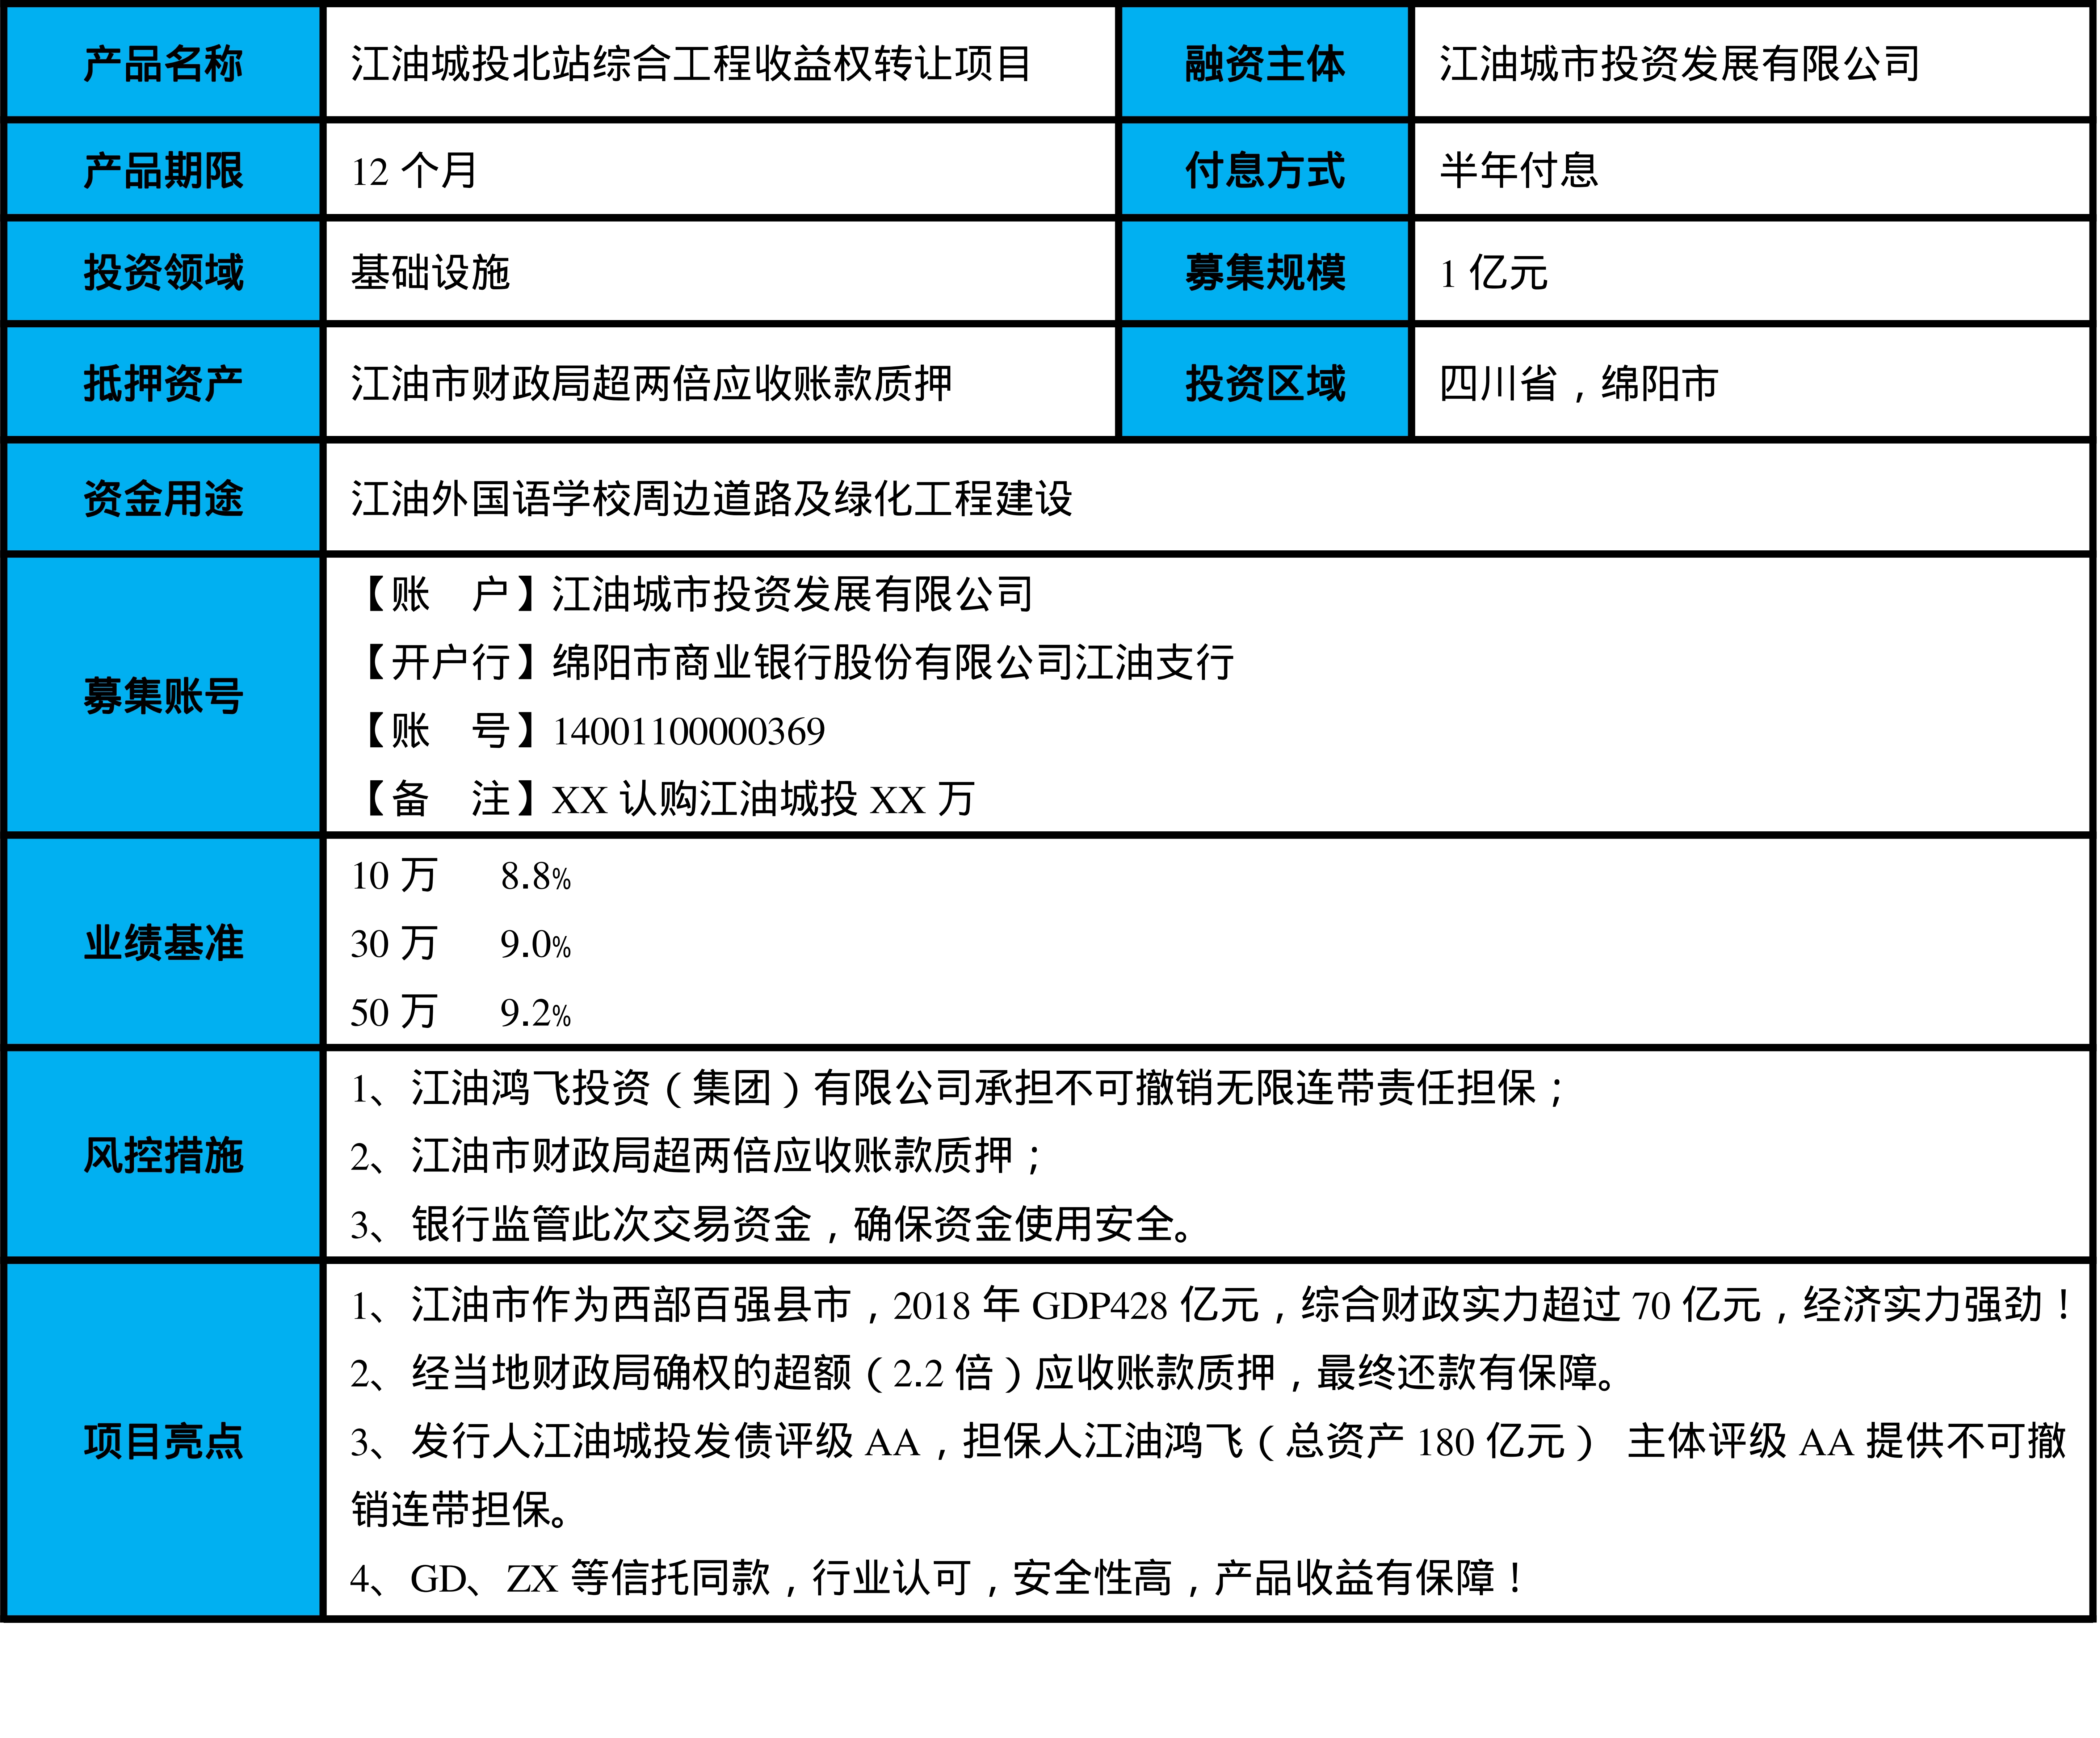 产品名称 江油城投北站综合工程收益权转让项目 融资主体 江油城市投资发展有限公司
产品期限 12 个月 付息方式 半年付息
投资领域 基础设施 募集规模 1 亿元
抵押资产 江油市财政局超两倍应收账款质押 投资区域 四川省，绵阳市
资金用途 江油外国语学校周边道路及绿化工程建设
募集账号
【账　户】江油城市投资发展有限公司
【开户行】绵阳市商业银行股份有限公司江油支行
【账　号】14001100000369
【备　注】XX 认购江油城投 XX 万
业绩基准
10 万 8.8%
30 万 9.0%
50 万 9.2%
风控措施
1、 江油鸿飞投资（集团）有限公司承担不可撤销无限连带责任担保；
2、 江油市财政局超两倍应收账款质押；
3、 银行监管此次交易资金，确保资金使用安全。
项目亮点
1、 江油市作为西部百强县市，2018 年 GDP428 亿元，综合财政实力超过 70 亿元，经济实力强劲！
2、 经当地财政局确权的超额（2.2 倍）应收账款质押，最终还款有保障。
3、 发行人江油城投发债评级 AA，担保人江油鸿飞（总资产 180 亿元） 主体评级 AA 提供不可撤
销连带担保。
4、 GD、ZX 等信托同款，行业认可，安全性高，产品收益有保障！